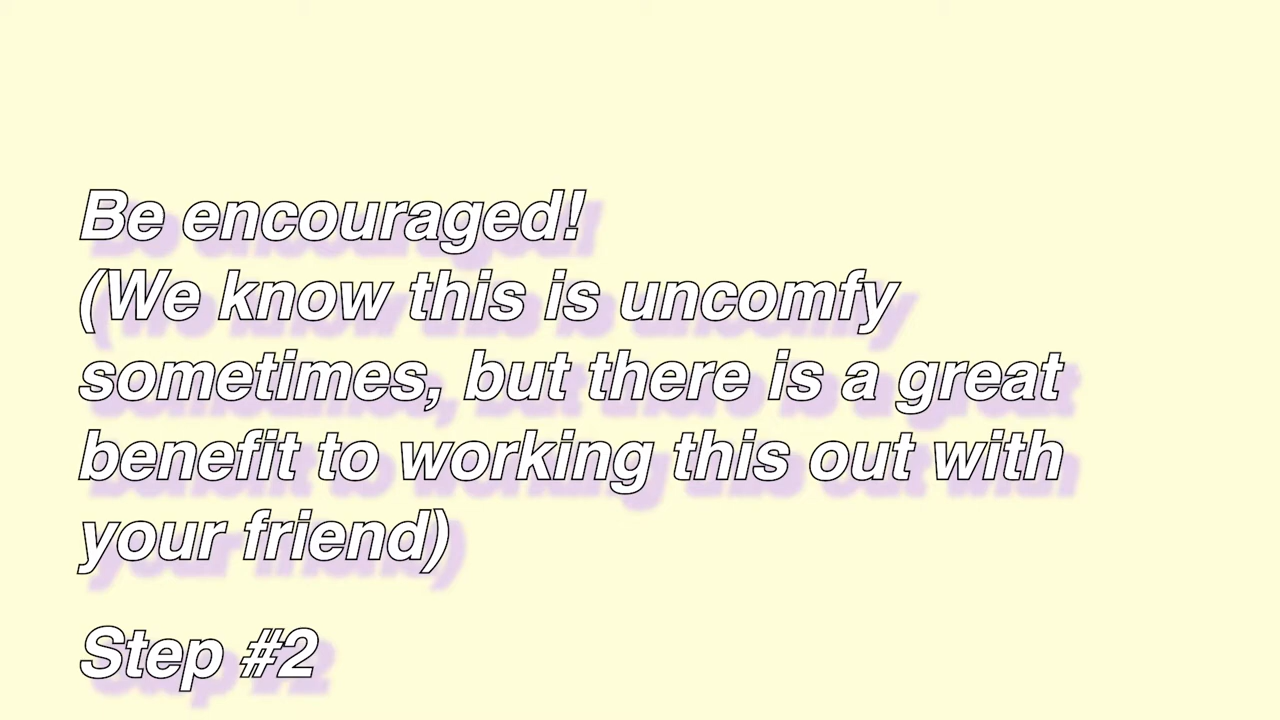 Be encouraged!
(We know this is uncomfy
sometimes, but there is a great
benefit to working this out with
your friend)
Step #2